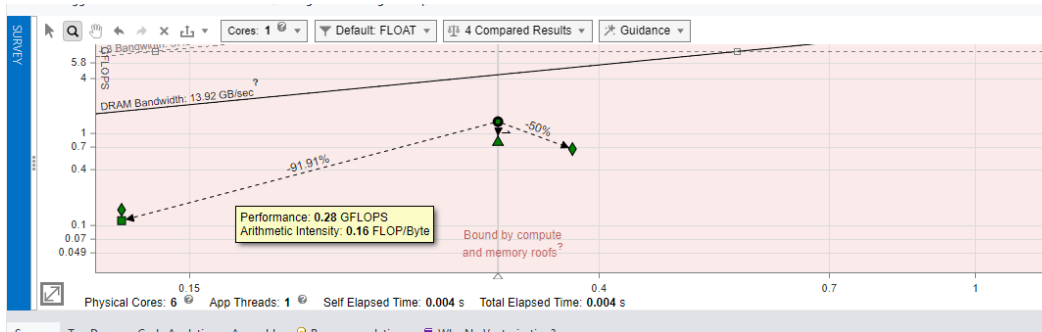 SURVEY
Cores: 1
Default: FLOAT
4 Compared Results
Guidance
GFLOPS
5.8
4
1
0.7
0.4
0.1
0.07
0.049
DRAM Bandwidth: 13.92 GB/sec ?
-50%
-91.91%
Performance: 0.28 GFLOPS
Arithmetic Intensity: 0.16 FLOP/Byte
Bound by compute
and memory roofs?
0.15
0.4
0.7
1
Physical Cores: 6 App Threads: 1 Self Elapsed Time: 0.004 s Total Elapsed Time: 0.004 s